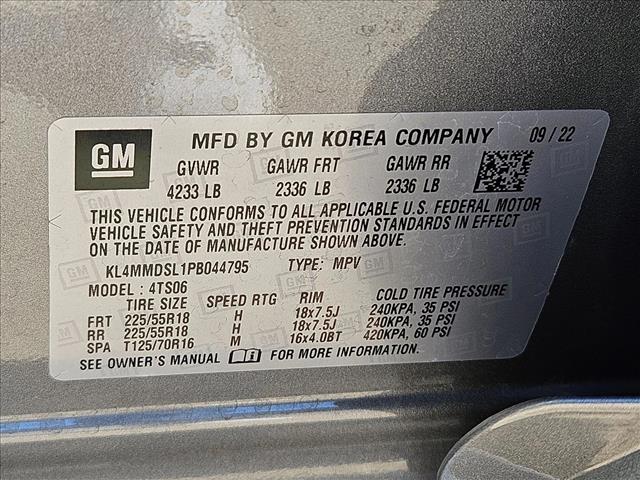 GM MFD BY GM KOREA COMPANY 09/22
GVWR GAWR FRT GAWR RR
4233 LB 2336 LB 2336 LB
THIS VEHICLE CONFORMS TO ALL APPLICABLE U.S. FEDERAL MOTOR
VEHICLE SAFETY AND THEFT PREVENTION STANDARDS IN EFFECT
ON THE DATE OF MANUFACTURE SHOWN ABOVE.
KL4MMDSL1PB044795 TYPE: MPV
MODEL: 4TS06
TIRE SIZE SPEED RTG RIM COLD TIRE PRESSURE
FRT 225/55R18 H 18x7.5J 240KPA, 35 PSI
RR 225/55R18 H 18x7.5J 240KPA, 35 PSI
SPA T125/70R16 M 16x4.0BT 420KPA, 60 PSI
SEE OWNER'S MANUAL FOR MORE INFORMATION.